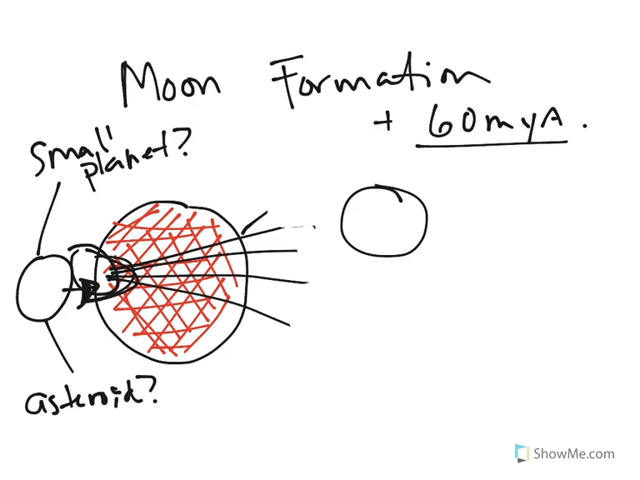 Moon Formation
+ 60myA.
Small
planet?
asteroid?
ShowMe.com